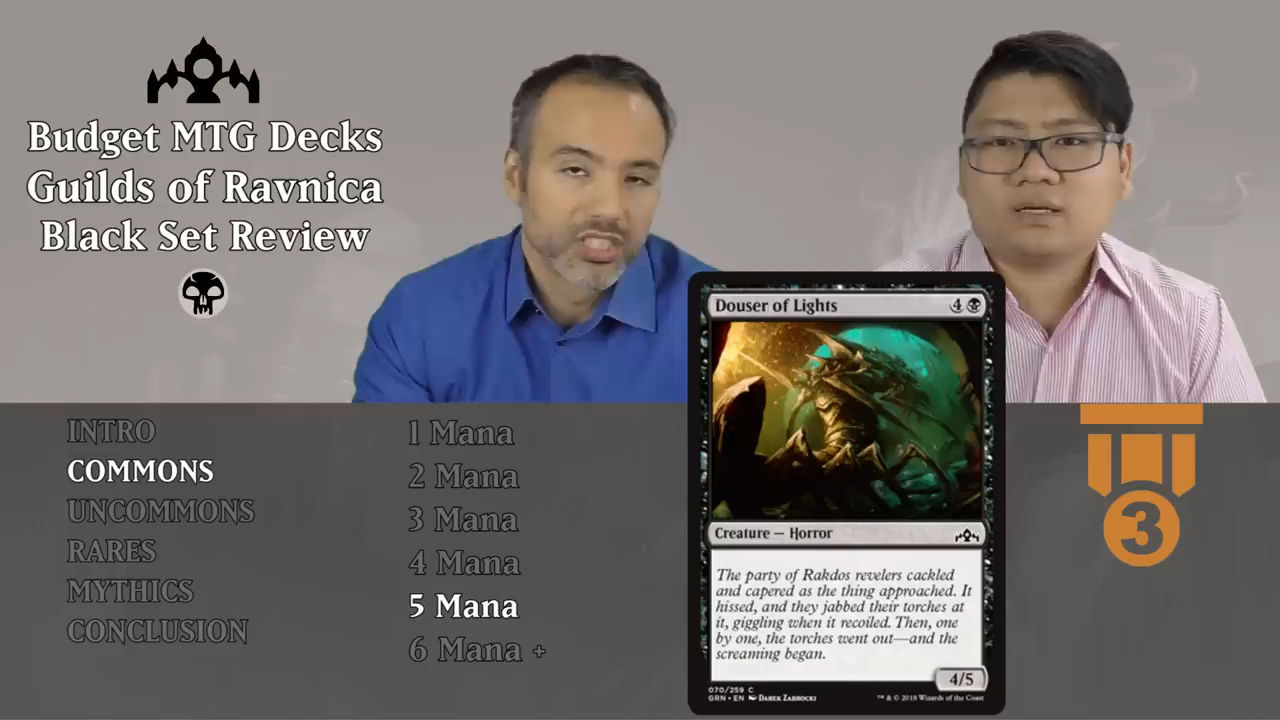 Budget MTG Decks
Guilds of Ravnica
Black Set Review
INTRO
COMMONS
UNCOMMONS
RARES
MYTHICS
CONCLUSION
1 Mana
2 Mana
3 Mana
4 Mana
5 Mana
6 Mana +
Douser of Lights 4
Creature — Horror
The party of Rakdos revelers cackled
and capered as the thing approached. It
hissed, and they jabbed their torches at
it, giggling when it recoiled. Then, one
by one, the torches went out—and the
screaming began.
4/5
070/259 C
GRN • EN Darek Zabrocki
™ & © 2018 Wizards of the Coast
3